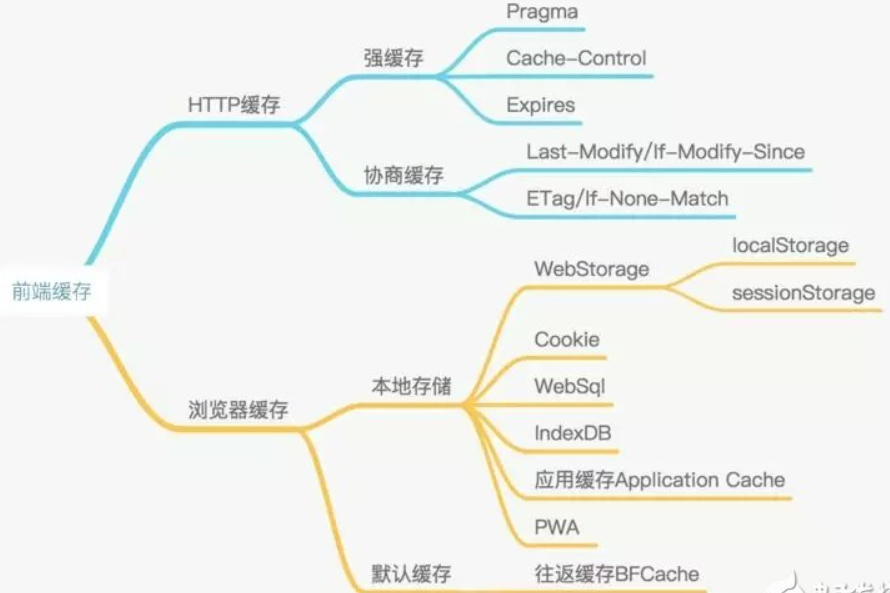 前端缓存
HTTP缓存
强缓存
Pragma
Cache-Control
Expires
协商缓存
Last-Modify/If-Modify-Since
ETag/If-None-Match
浏览器缓存
本地存储
WebStorage
localStorage
sessionStorage
Cookie
WebSql
IndexDB
应用缓存Application Cache
PWA
默认缓存
往返缓存BFCache